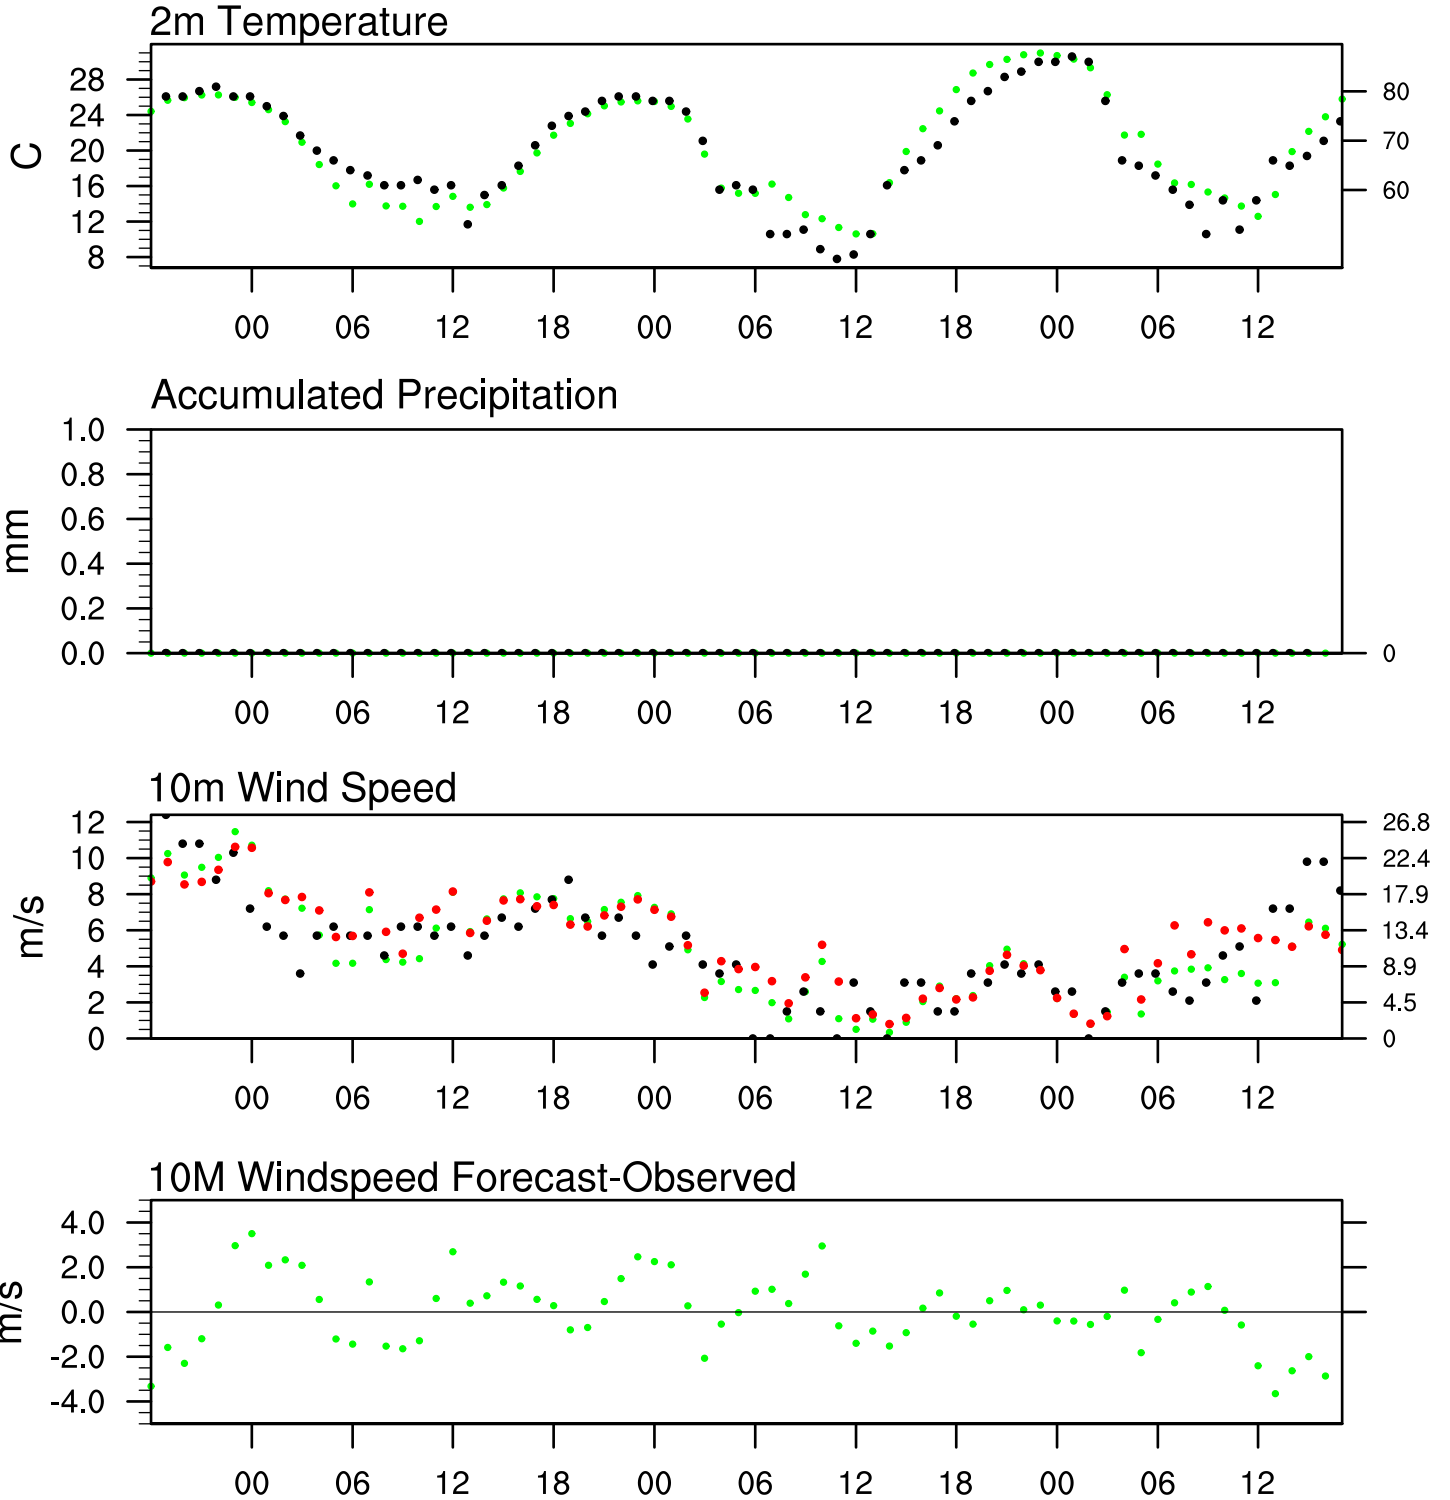 2m Temperature
28
24
20
16
12
8
C
80
70
60
00 06 12 18 00 06 12 18 00 06 12
Accumulated Precipitation
1.0
0.8
0.6
0.4
0.2
0.0
mm
0
00 06 12 18 00 06 12 18 00 06 12
10m Wind Speed
12
10
8
6
4
2
0
m/s
26.8
22.4
17.9
13.4
8.9
4.5
0
00 06 12 18 00 06 12 18 00 06 12
10M Windspeed Forecast-Observed
4.0
2.0
0.0
-2.0
-4.0
m/s
00 06 12 18 00 06 12 18 00 06 12